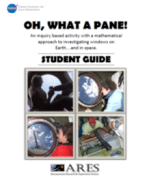 OH, WHAT A PANE!
An inquiry based activity with a mathematical
approach to investigating windows on
Earth... and in space.
STUDENT GUIDE
ARES